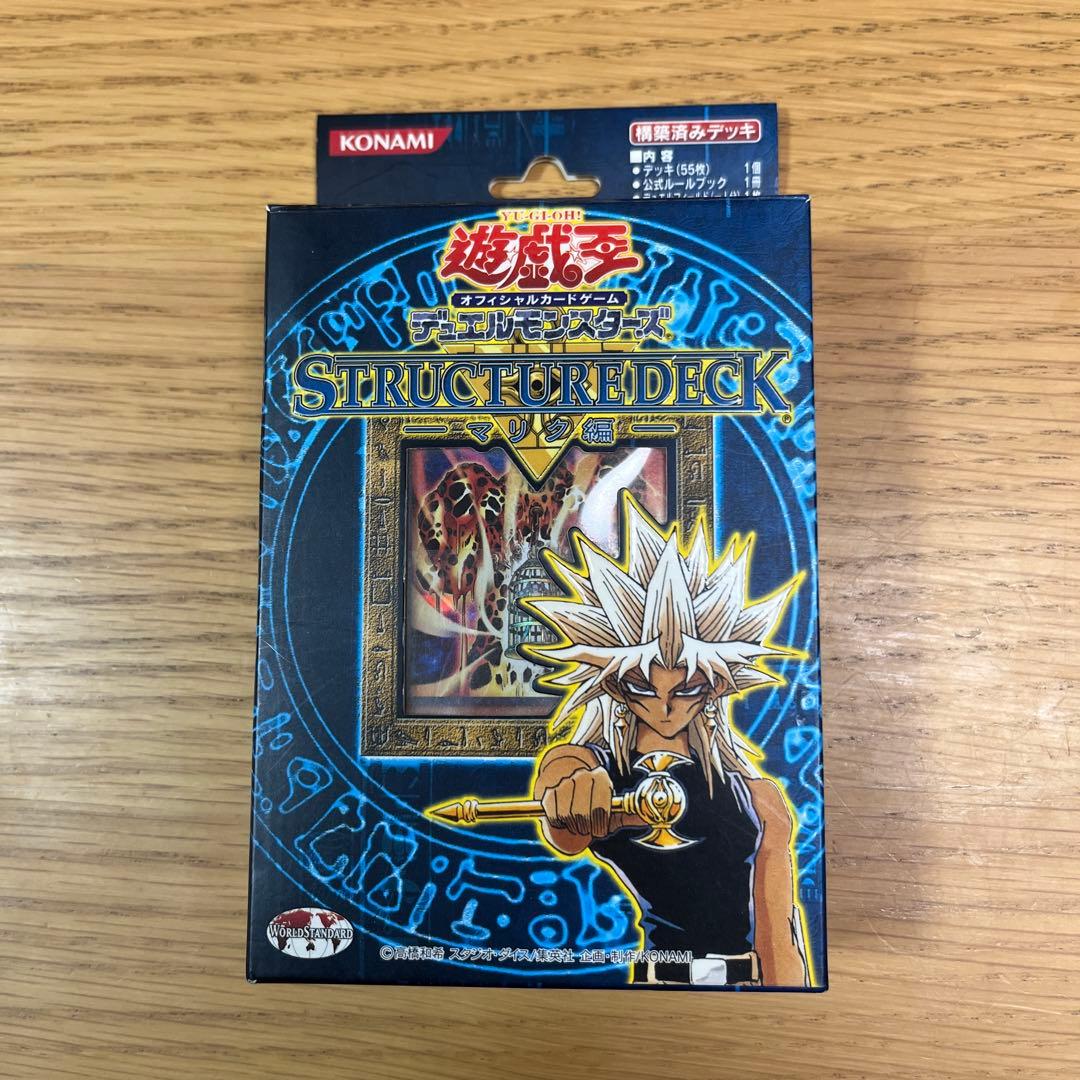 KONAMI
構築済みデッキ
■内容
●デッキ(55枚) 1個
●公式ルールブック 1冊
YU-GI-OH!
遊戯王
オフィシャルカードゲーム
デュエルモンスターズ
STRUCTURE DECK®
マリク編
WORLD STANDARD
©高橋和希 スタジオ・ダイス/集英社 企画・制作/KONAMI